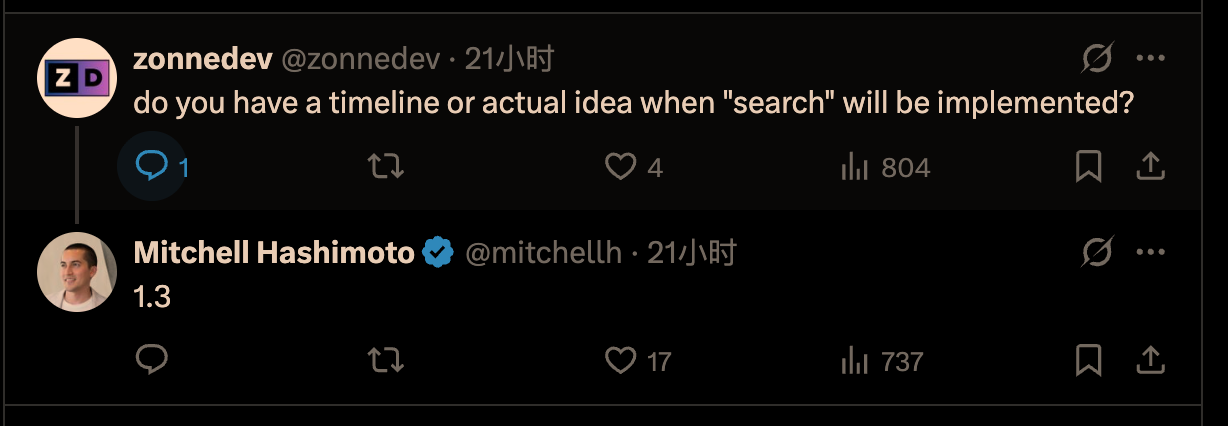 ZD
zonnedev @zonnedev · 21小时
do you have a timeline or actual idea when "search" will be implemented?
1 4 804
Mitchell Hashimoto @mitchellh · 21小时
1.3
17 737